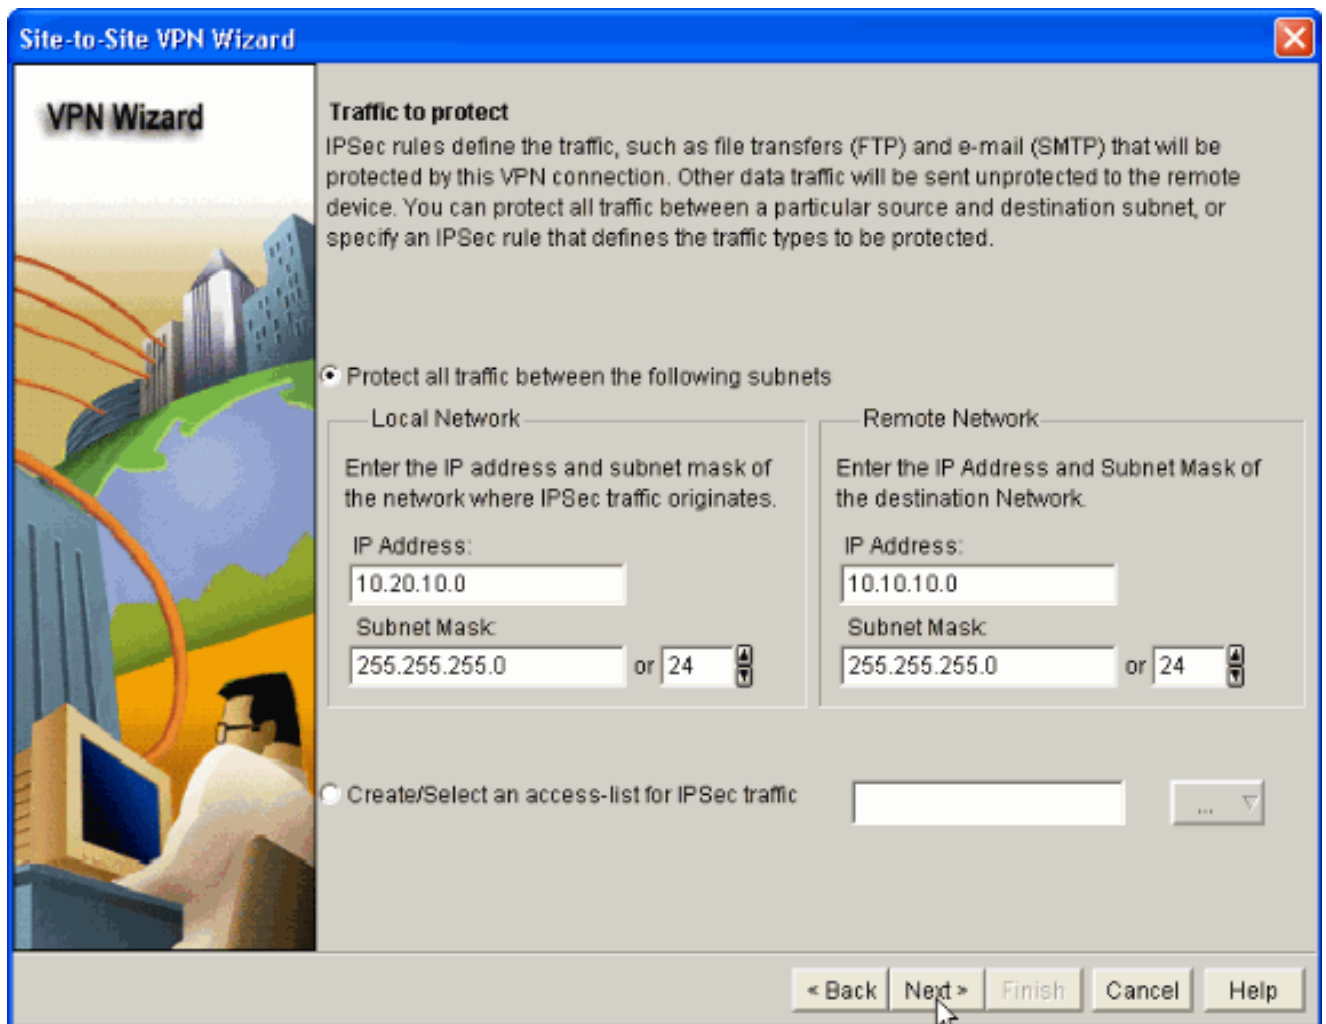 Site-to-Site VPN Wizard
VPN Wizard
Traffic to protect
IPSec rules define the traffic, such as file transfers (FTP) and e-mail (SMTP) that will be
protected by this VPN connection. Other data traffic will be sent unprotected to the remote
device. You can protect all traffic between a particular source and destination subnet, or
specify an IPSec rule that defines the traffic types to be protected.
Protect all traffic between the following subnets
Local Network
Enter the IP address and subnet mask of
the network where IPSec traffic originates.
IP Address:
10.20.10.0
Subnet Mask:
255.255.255.0 or 24
Remote Network
Enter the IP Address and Subnet Mask of
the destination Network.
IP Address:
10.10.10.0
Subnet Mask:
255.255.255.0 or 24
Create/Select an access-list for IPSec traffic ...
< Back Next > Finish Cancel Help